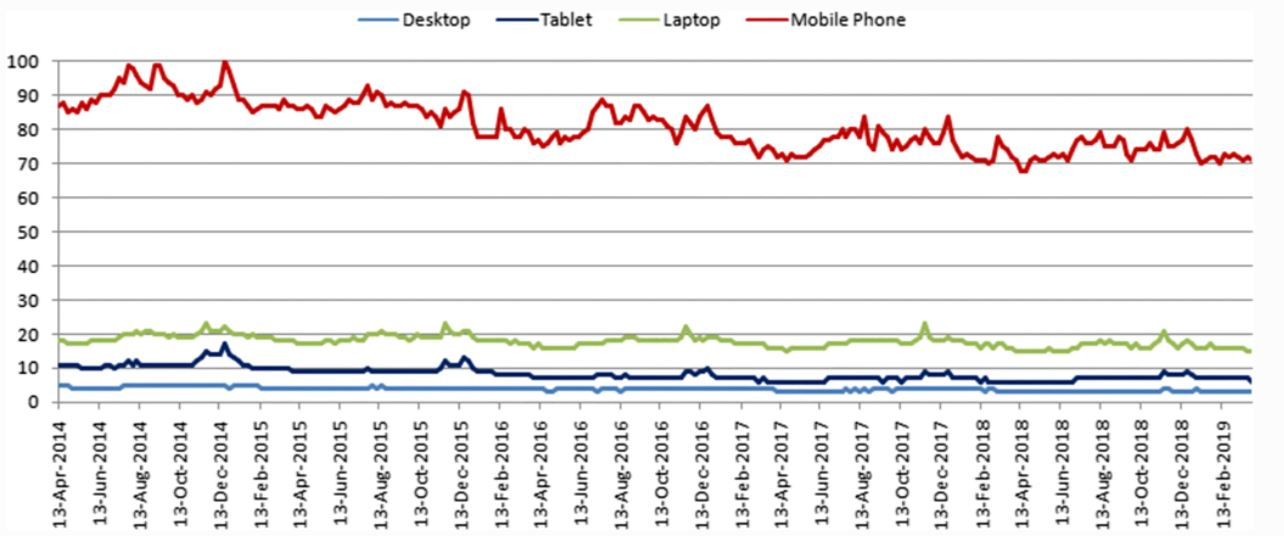 Desktop Tablet Laptop Mobile Phone
100
90
80
70
60
50
40
30
20
10
0
13-Apr-2014
13-Jun-2014
13-Aug-2014
13-Oct-2014
13-Dec-2014
13-Feb-2015
13-Apr-2015
13-Jun-2015
13-Aug-2015
13-Oct-2015
13-Dec-2015
13-Feb-2016
13-Apr-2016
13-Jun-2016
13-Aug-2016
13-Oct-2016
13-Dec-2016
13-Feb-2017
13-Apr-2017
13-Jun-2017
13-Aug-2017
13-Oct-2017
13-Dec-2017
13-Feb-2018
13-Apr-2018
13-Jun-2018
13-Aug-2018
13-Oct-2018
13-Dec-2018
13-Feb-2019